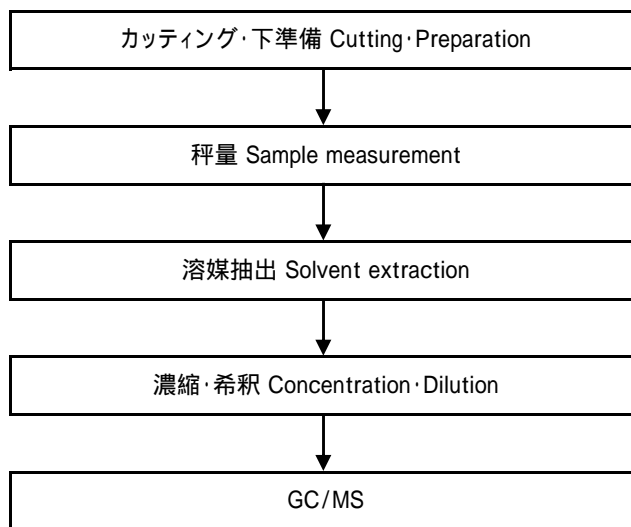 カッティング・下準備 Cutting・Preparation
秤量 Sample measurement
溶媒抽出 Solvent extraction
濃縮・希釈 Concentration・Dilution
GC/MS